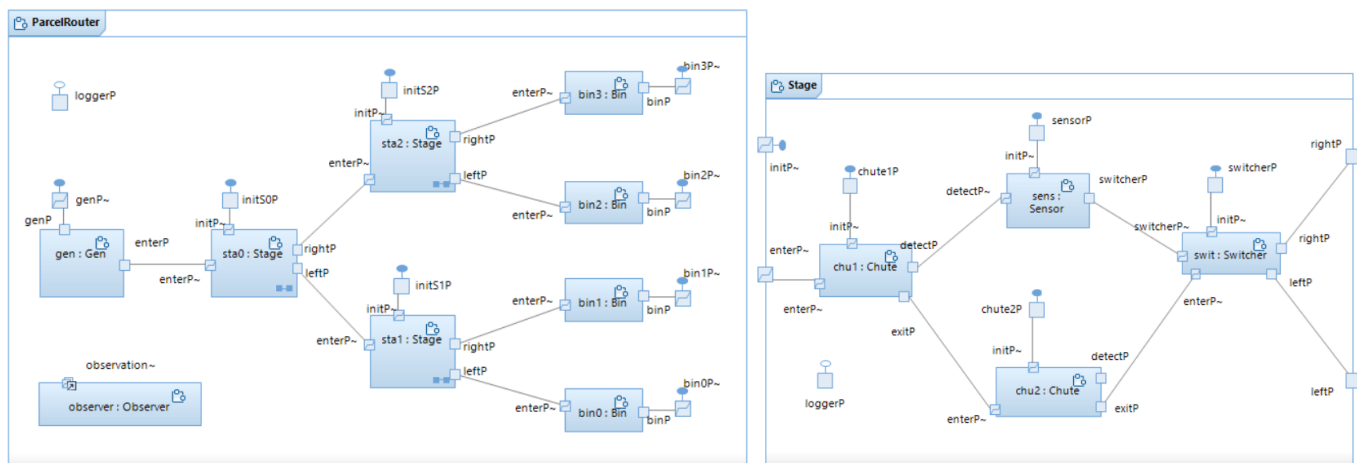 ParcelRouter
loggerP
genP~
genP
gen : Gen
enterP
enterP~
initS0P
initP~
sta0 : Stage
rightP
leftP
initS2P
initP~
sta2 : Stage
enterP~
rightP
leftP
initS1P
initP~
sta1 : Stage
enterP~
rightP
leftP
enterP~
bin3 : Bin
binP
bin3P~
enterP~
bin2 : Bin
binP
bin2P~
enterP~
bin1 : Bin
binP
bin1P~
enterP~
bin0 : Bin
binP
bin0P~
observation~
observer : Observer
Stage
initP~
enterP~
enterP~
chute1P
initP~
chu1 : Chute
detectP
exitP
loggerP
sensorP
initP~
detectP~
sens :
Sensor
switcherP
chute2P
initP~
chu2 : Chute
enterP~
detectP
exitP
switcherP
initP~
switcherP~
swit : Switcher
enterP~
rightP
leftP
rightP
leftP